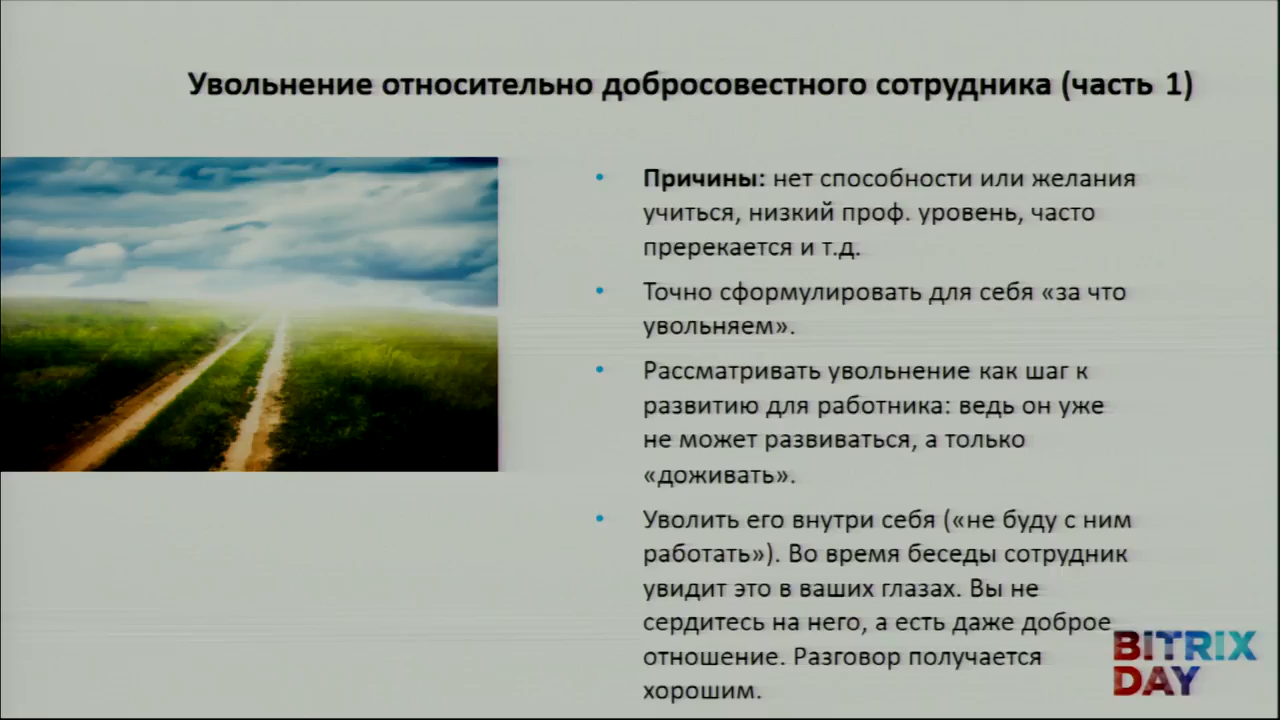 Увольнение относительно добросовестного сотрудника (часть 1)
Причины: нет способности или желания
учиться, низкий проф. уровень, часто
пререкается и т.д.
Точно сформулировать для себя «за что
увольняем».
Рассматривать увольнение как шаг к
развитию для работника: ведь он уже
не может развиваться, а только
«доживать».
Уволить его внутри себя («не буду с ним
работать»). Во время беседы сотрудник
увидит это в ваших глазах. Вы не
сердитесь на него, а есть даже доброе
отношение. Разговор получается
хорошим.
BITRIX
DAY